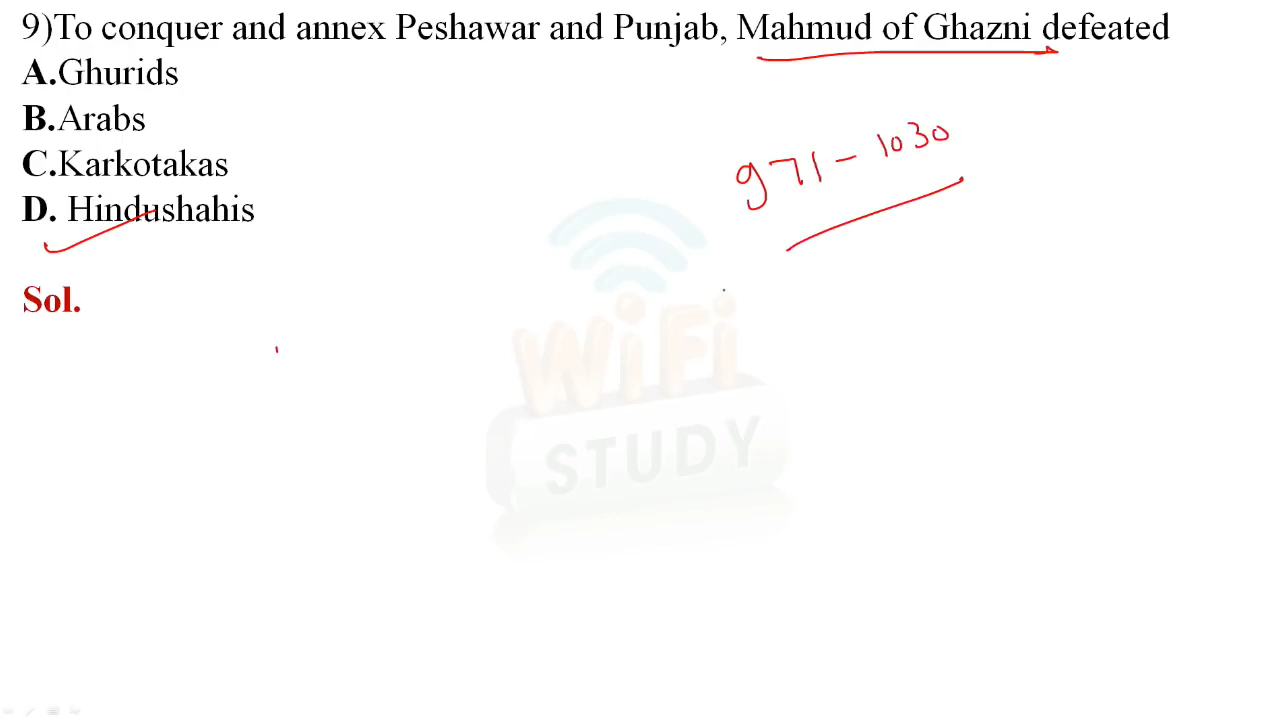 9)To conquer and annex Peshawar and Punjab, Mahmud of Ghazni defeated
A.Ghurids
B.Arabs
971 - 1030
C.Karkotakas
D. Hindushahis
Sol.
WiFi
STUDY